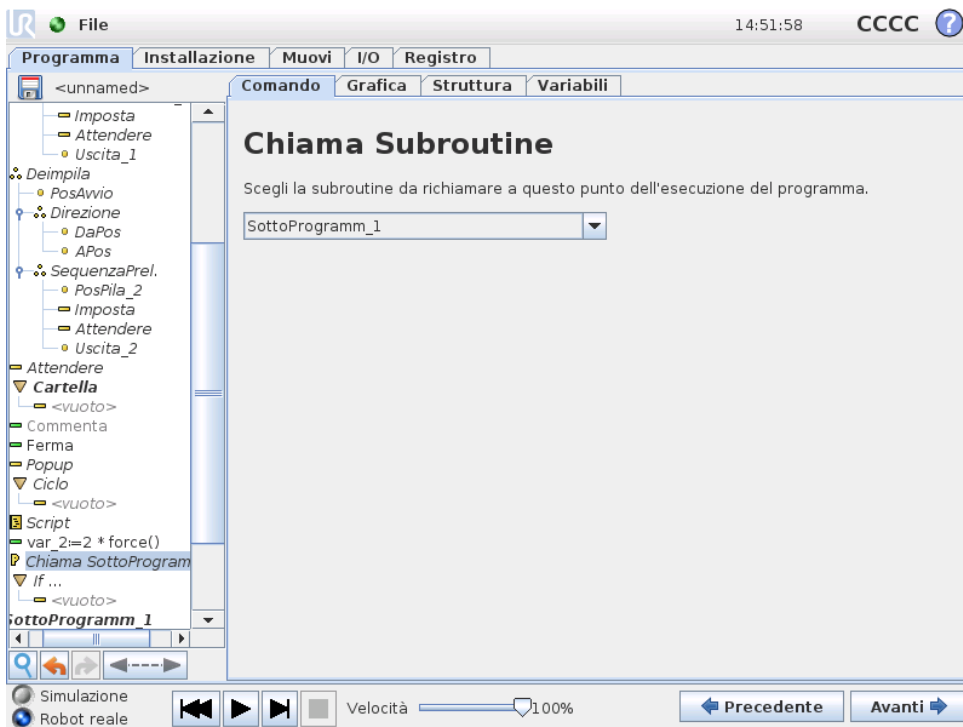 UR File 14:51:58 CCCC ?
Programma Installazione Muovi I/O Registro
<unnamed>
Comando Grafica Struttura Variabili
Imposta
Attendere
Uscita_1
Deimpila
PosAvvio
Direzione
DaPos
APos
SequenzaPrel.
PosPila_2
Imposta
Attendere
Uscita_2
Attendere
Cartella
<vuoto>
Commenta
Ferma
Popup
Ciclo
<vuoto>
Script
var_2:=2 * force()
Chiama SottoProgram
If ...
<vuoto>
SottoProgramm_1
Chiama Subroutine
Scegli la subroutine da richiamare a questo punto dell'esecuzione del programma.
SottoProgramm_1
Simulazione
Robot reale
Velocità 100%
Precedente Avanti